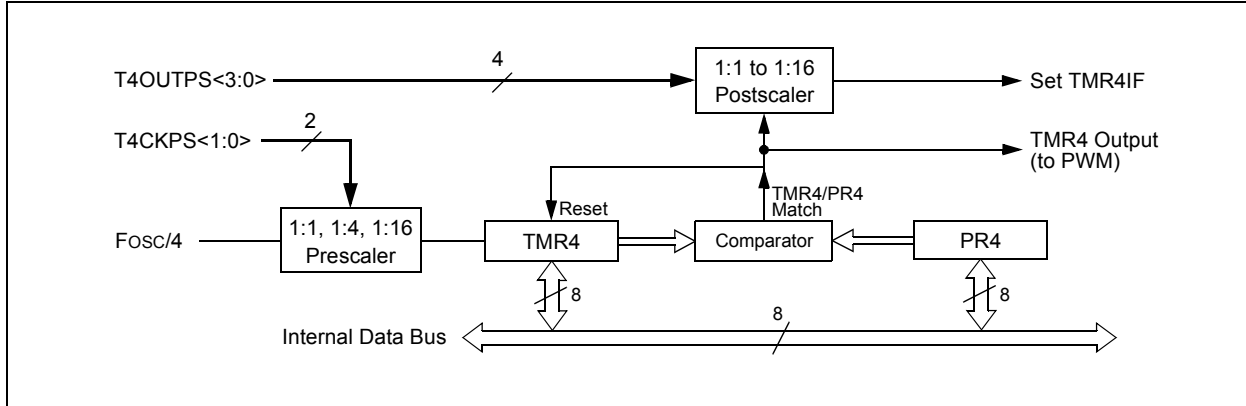 T4OUTPS<3:0>
4
1:1 to 1:16
Postscaler
Set TMR4IF
T4CKPS<1:0>
2
TMR4 Output
(to PWM)
Reset
TMR4/PR4
Match
FOSC/4
1:1, 1:4, 1:16
Prescaler
TMR4
Comparator
PR4
8
8
8
Internal Data Bus